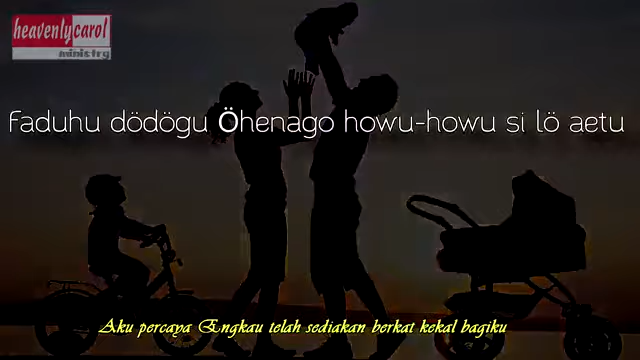 heavenlycarol
ministry
Faduhu dödögu Öhenago howu-howu si lö aetu
Aku percaya Engkau telah sediakan berkat kekal bagiku